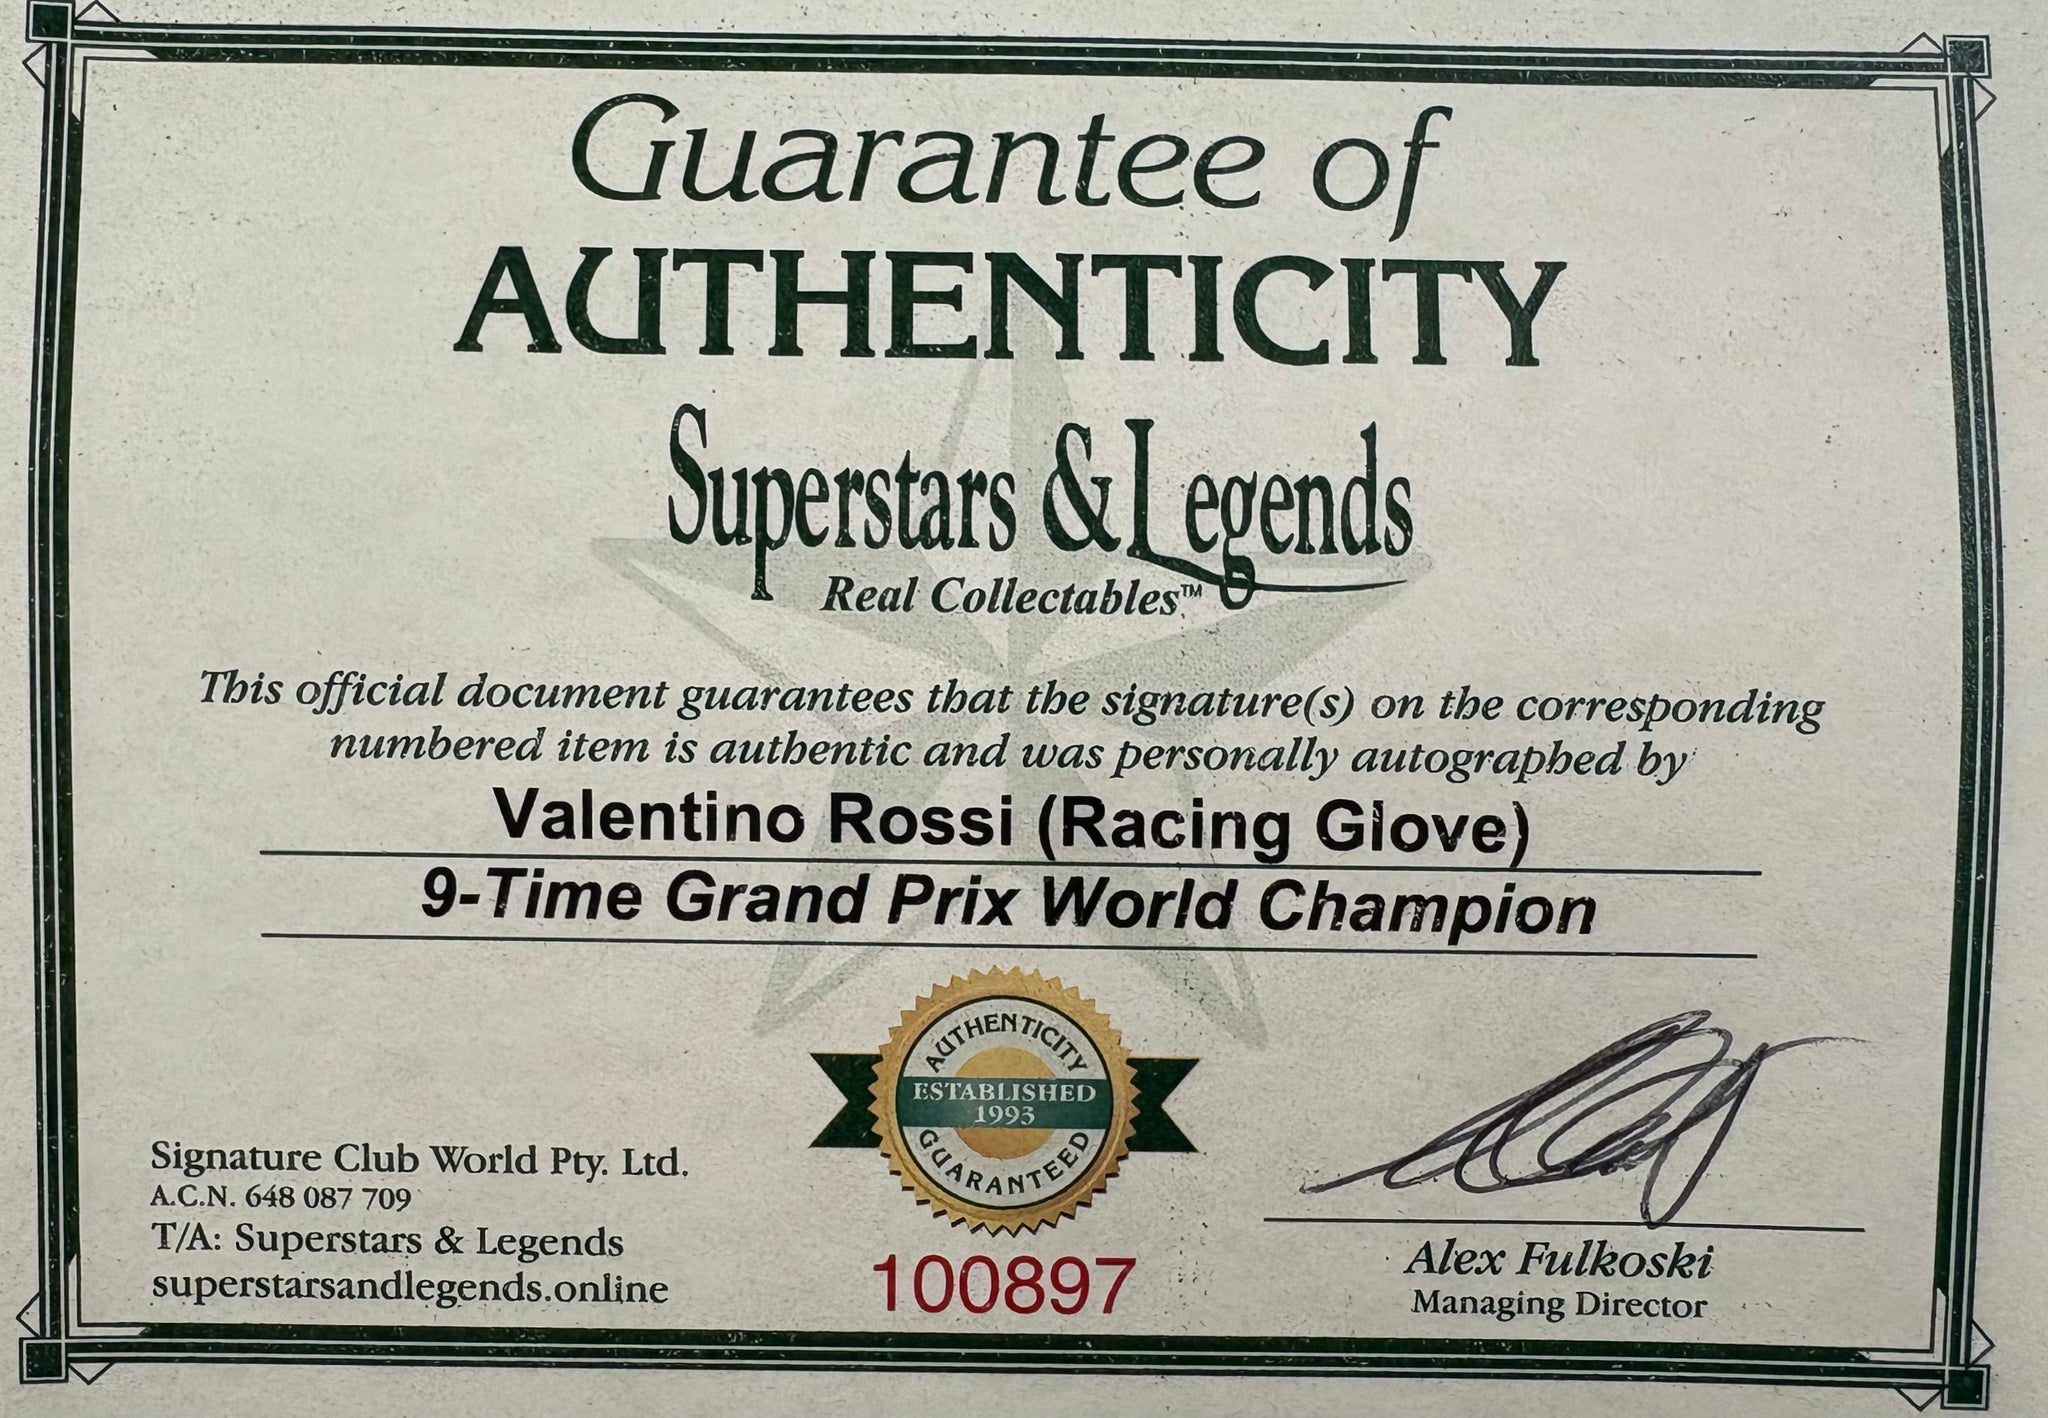 Guarantee of
AUTHENTICITY
Superstars & Legends
Real Collectables™
This official document guarantees that the signature(s) on the corresponding
numbered item is authentic and was personally autographed by
Valentino Rossi (Racing Glove)
9-Time Grand Prix World Champion
AUTHENTICITY
ESTABLISHED
1993
GUARANTEED
100897
Signature Club World Pty. Ltd.
A.C.N. 648 087 709
T/A: Superstars & Legends
superstarsandlegends.online
Alex Fulkoski
Managing Director